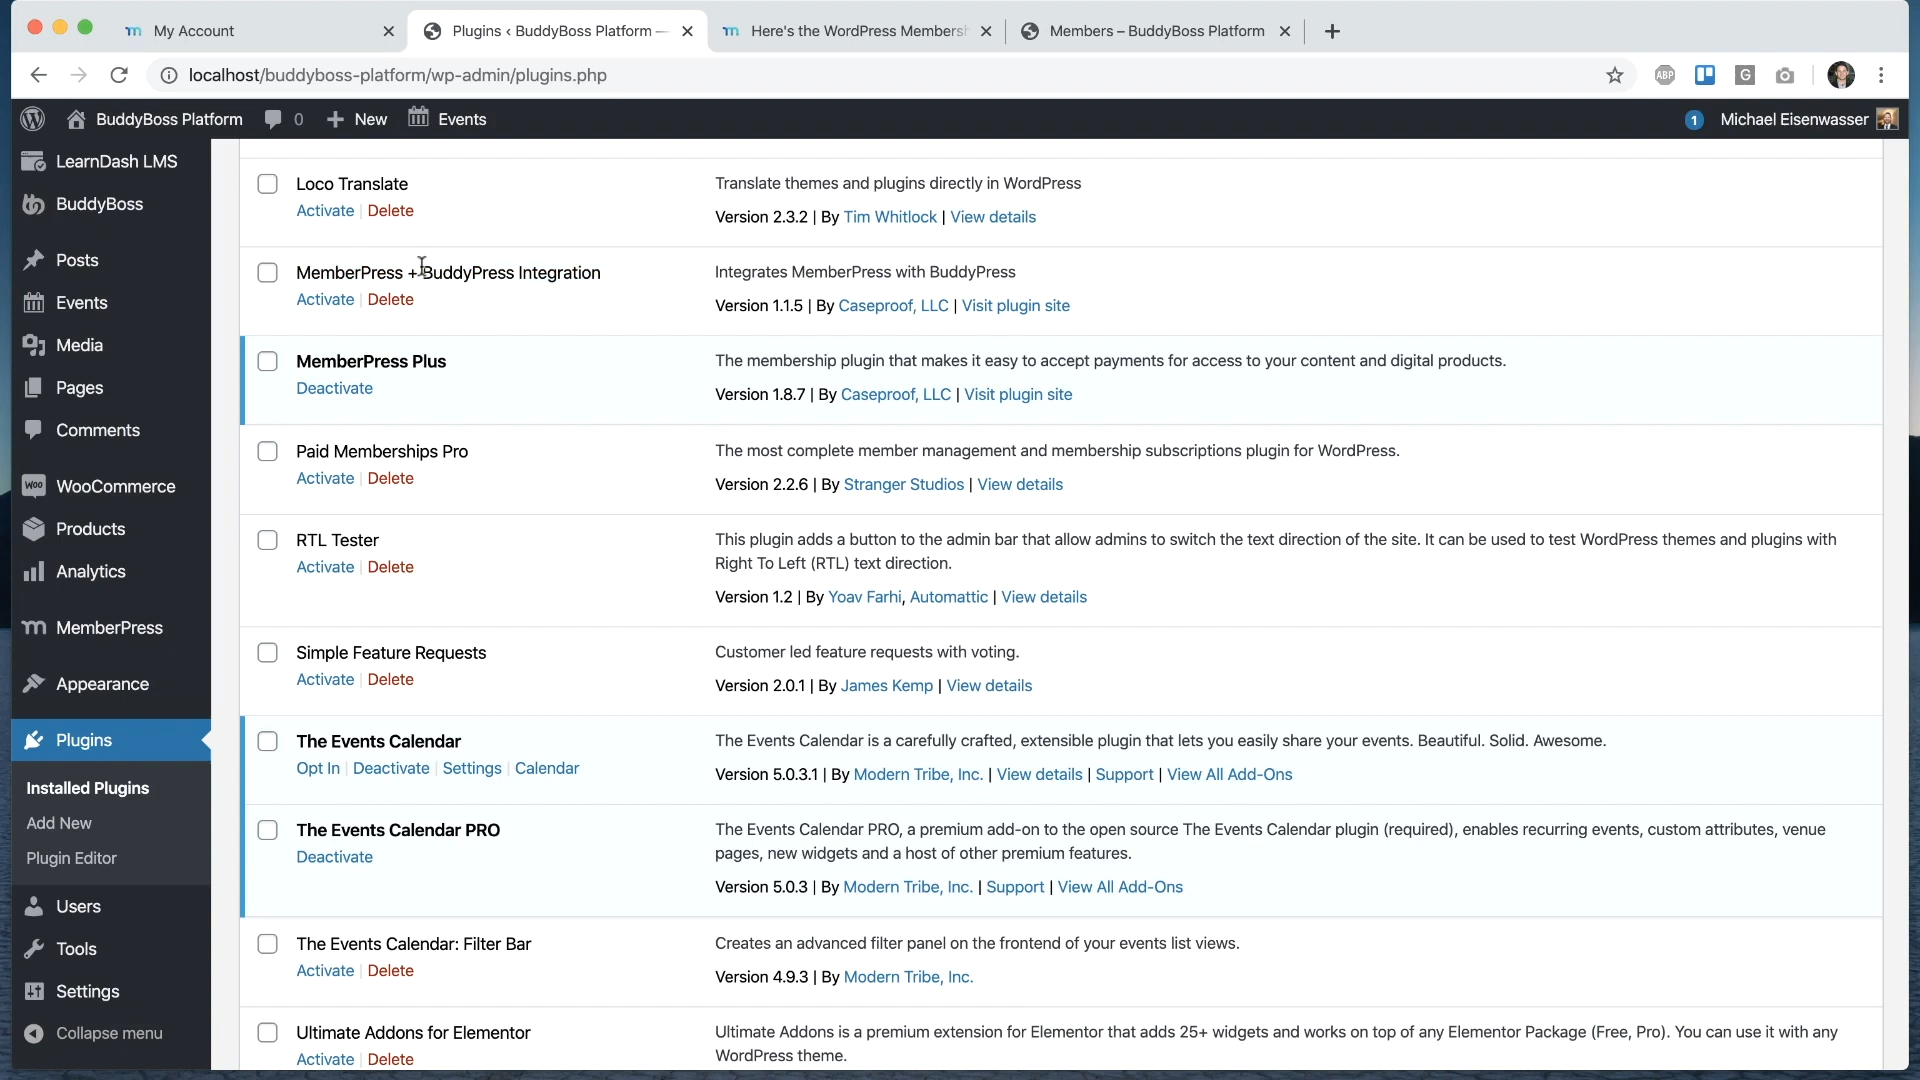 My Account
Plugins ‹ BuddyBoss Platform —
Here's the WordPress Membersh
Members – BuddyBoss Platform
localhost/buddyboss-platform/wp-admin/plugins.php
ABP
G
BuddyBoss Platform
0
New
Events
1
Michael Eisenwasser
LearnDash LMS
BuddyBoss
Posts
Events
Media
Pages
Comments
Woo
WooCommerce
Products
Analytics
MemberPress
Appearance
Plugins
Installed Plugins
Add New
Plugin Editor
Users
Tools
Settings
Collapse menu
Loco Translate
Activate | Delete
Translate themes and plugins directly in WordPress
Version 2.3.2 | By Tim Whitlock | View details
MemberPress + BuddyPress Integration
Activate | Delete
Integrates MemberPress with BuddyPress
Version 1.1.5 | By Caseproof, LLC | Visit plugin site
MemberPress Plus
Deactivate
The membership plugin that makes it easy to accept payments for access to your content and digital products.
Version 1.8.7 | By Caseproof, LLC | Visit plugin site
Paid Memberships Pro
Activate | Delete
The most complete member management and membership subscriptions plugin for WordPress.
Version 2.2.6 | By Stranger Studios | View details
RTL Tester
Activate | Delete
This plugin adds a button to the admin bar that allow admins to switch the text direction of the site. It can be used to test WordPress themes and plugins with
Right To Left (RTL) text direction.
Version 1.2 | By Yoav Farhi, Automattic | View details
Simple Feature Requests
Activate | Delete
Customer led feature requests with voting.
Version 2.0.1 | By James Kemp | View details
The Events Calendar
Opt In | Deactivate | Settings | Calendar
The Events Calendar is a carefully crafted, extensible plugin that lets you easily share your events. Beautiful. Solid. Awesome.
Version 5.0.3.1 | By Modern Tribe, Inc. | View details | Support | View All Add-Ons
The Events Calendar PRO
Deactivate
The Events Calendar PRO, a premium add-on to the open source The Events Calendar plugin (required), enables recurring events, custom attributes, venue
pages, new widgets and a host of other premium features.
Version 5.0.3 | By Modern Tribe, Inc. | Support | View All Add-Ons
The Events Calendar: Filter Bar
Activate | Delete
Creates an advanced filter panel on the frontend of your events list views.
Version 4.9.3 | By Modern Tribe, Inc.
Ultimate Addons for Elementor
Activate | Delete
Ultimate Addons is a premium extension for Elementor that adds 25+ widgets and works on top of any Elementor Package (Free, Pro). You can use it with any
WordPress theme.